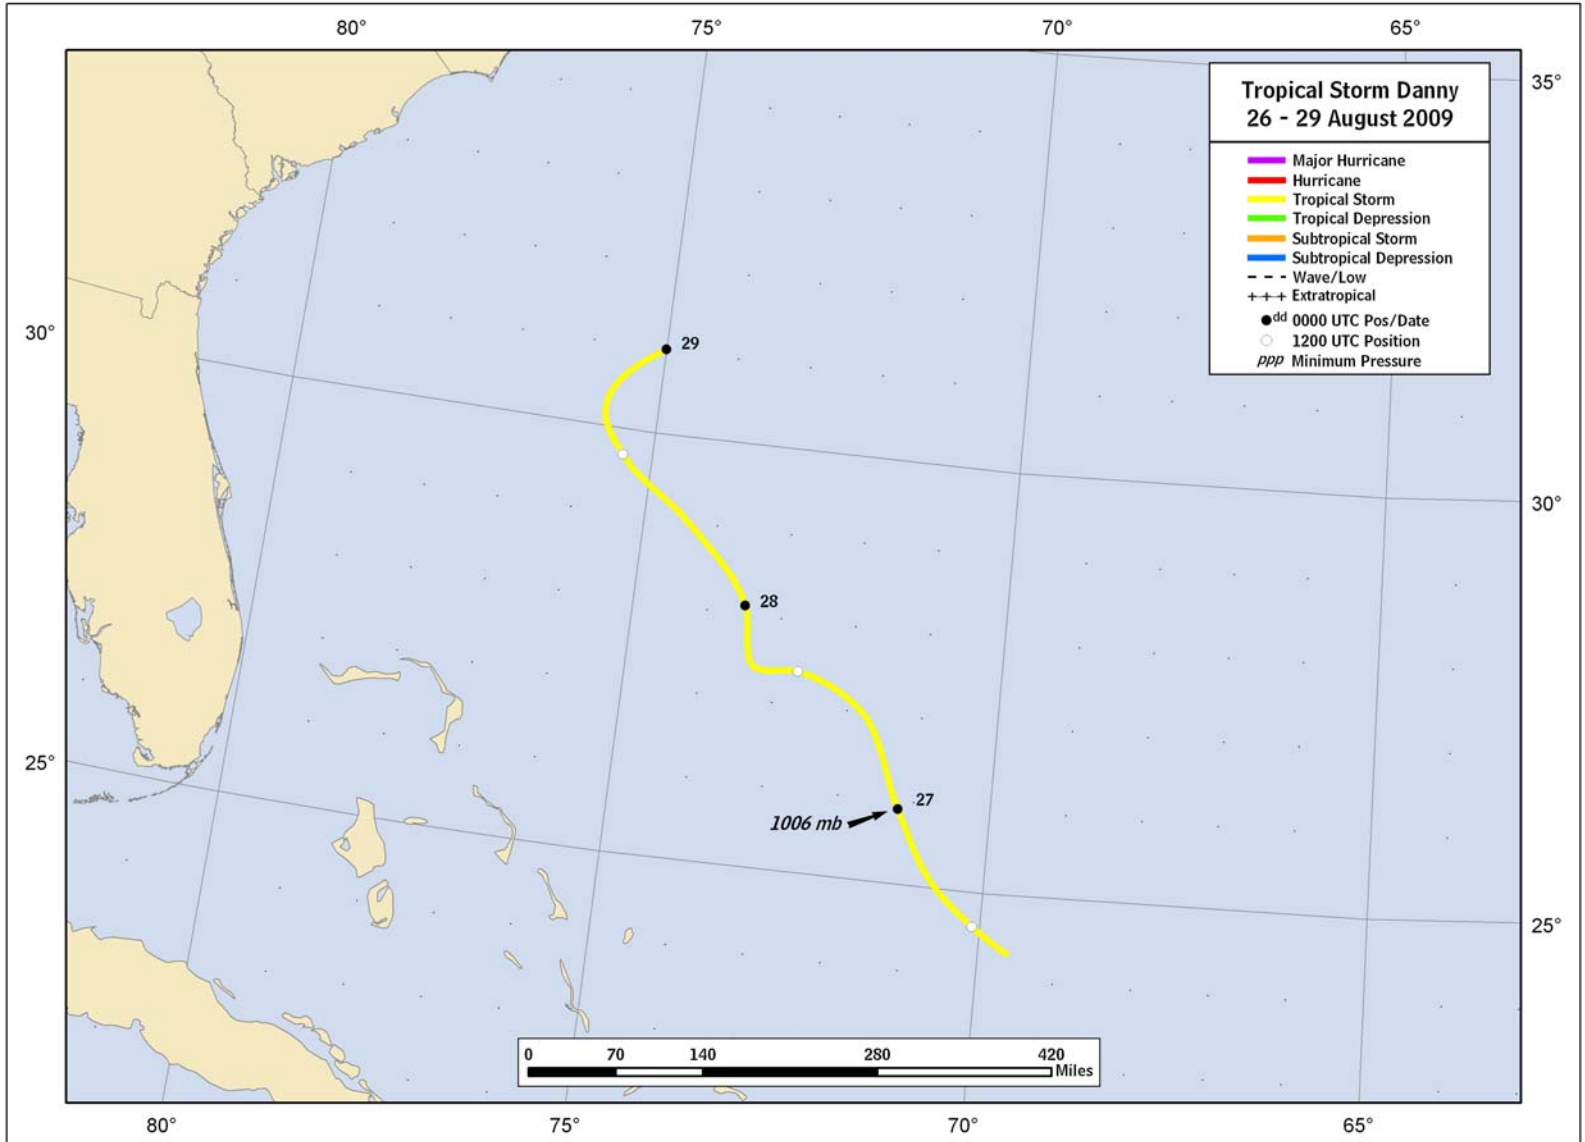 80°
75°
70°
65°
35°
Tropical Storm Danny
26 - 29 August 2009
Major Hurricane
Hurricane
Tropical Storm
Tropical Depression
Subtropical Storm
Subtropical Depression
Wave/Low
Extratropical
dd 0000 UTC Pos/Date
1200 UTC Position
ppp Minimum Pressure
30°
29
30°
28
25°
27
1006 mb
25°
0 70 140 280 420
Miles
80°
75°
70°
65°